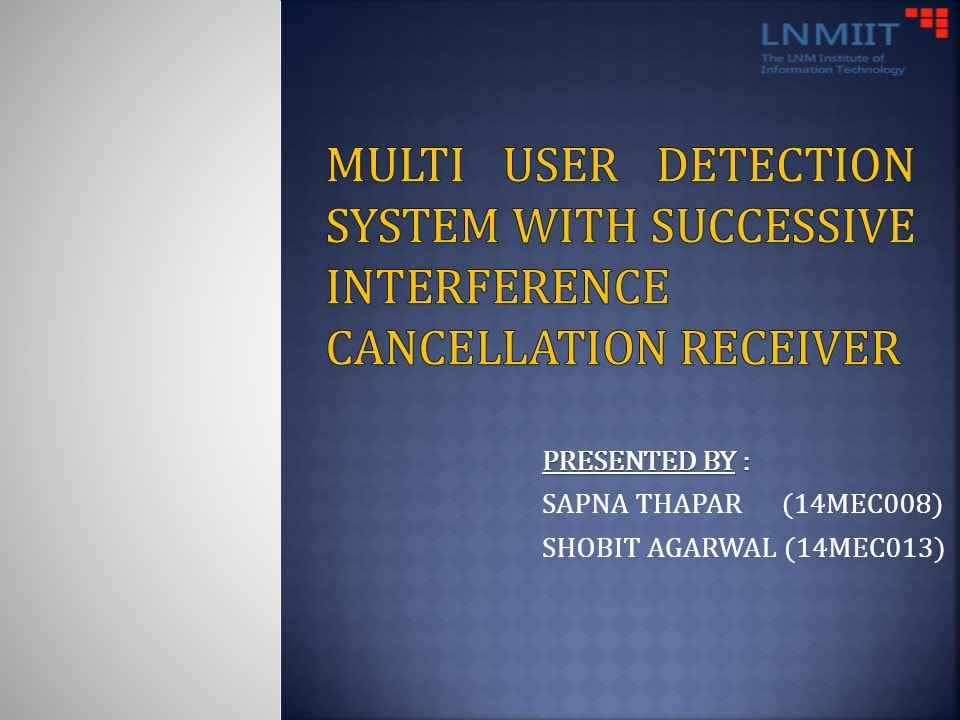 LNMIIT
The LNM Institute of
Information Technology
MULTI USER DETECTION
SYSTEM WITH SUCCESSIVE
INTERFERENCE
CANCELLATION RECEIVER
PRESENTED BY :
SAPNA THAPAR (14MEC008)
SHOBIT AGARWAL (14MEC013)